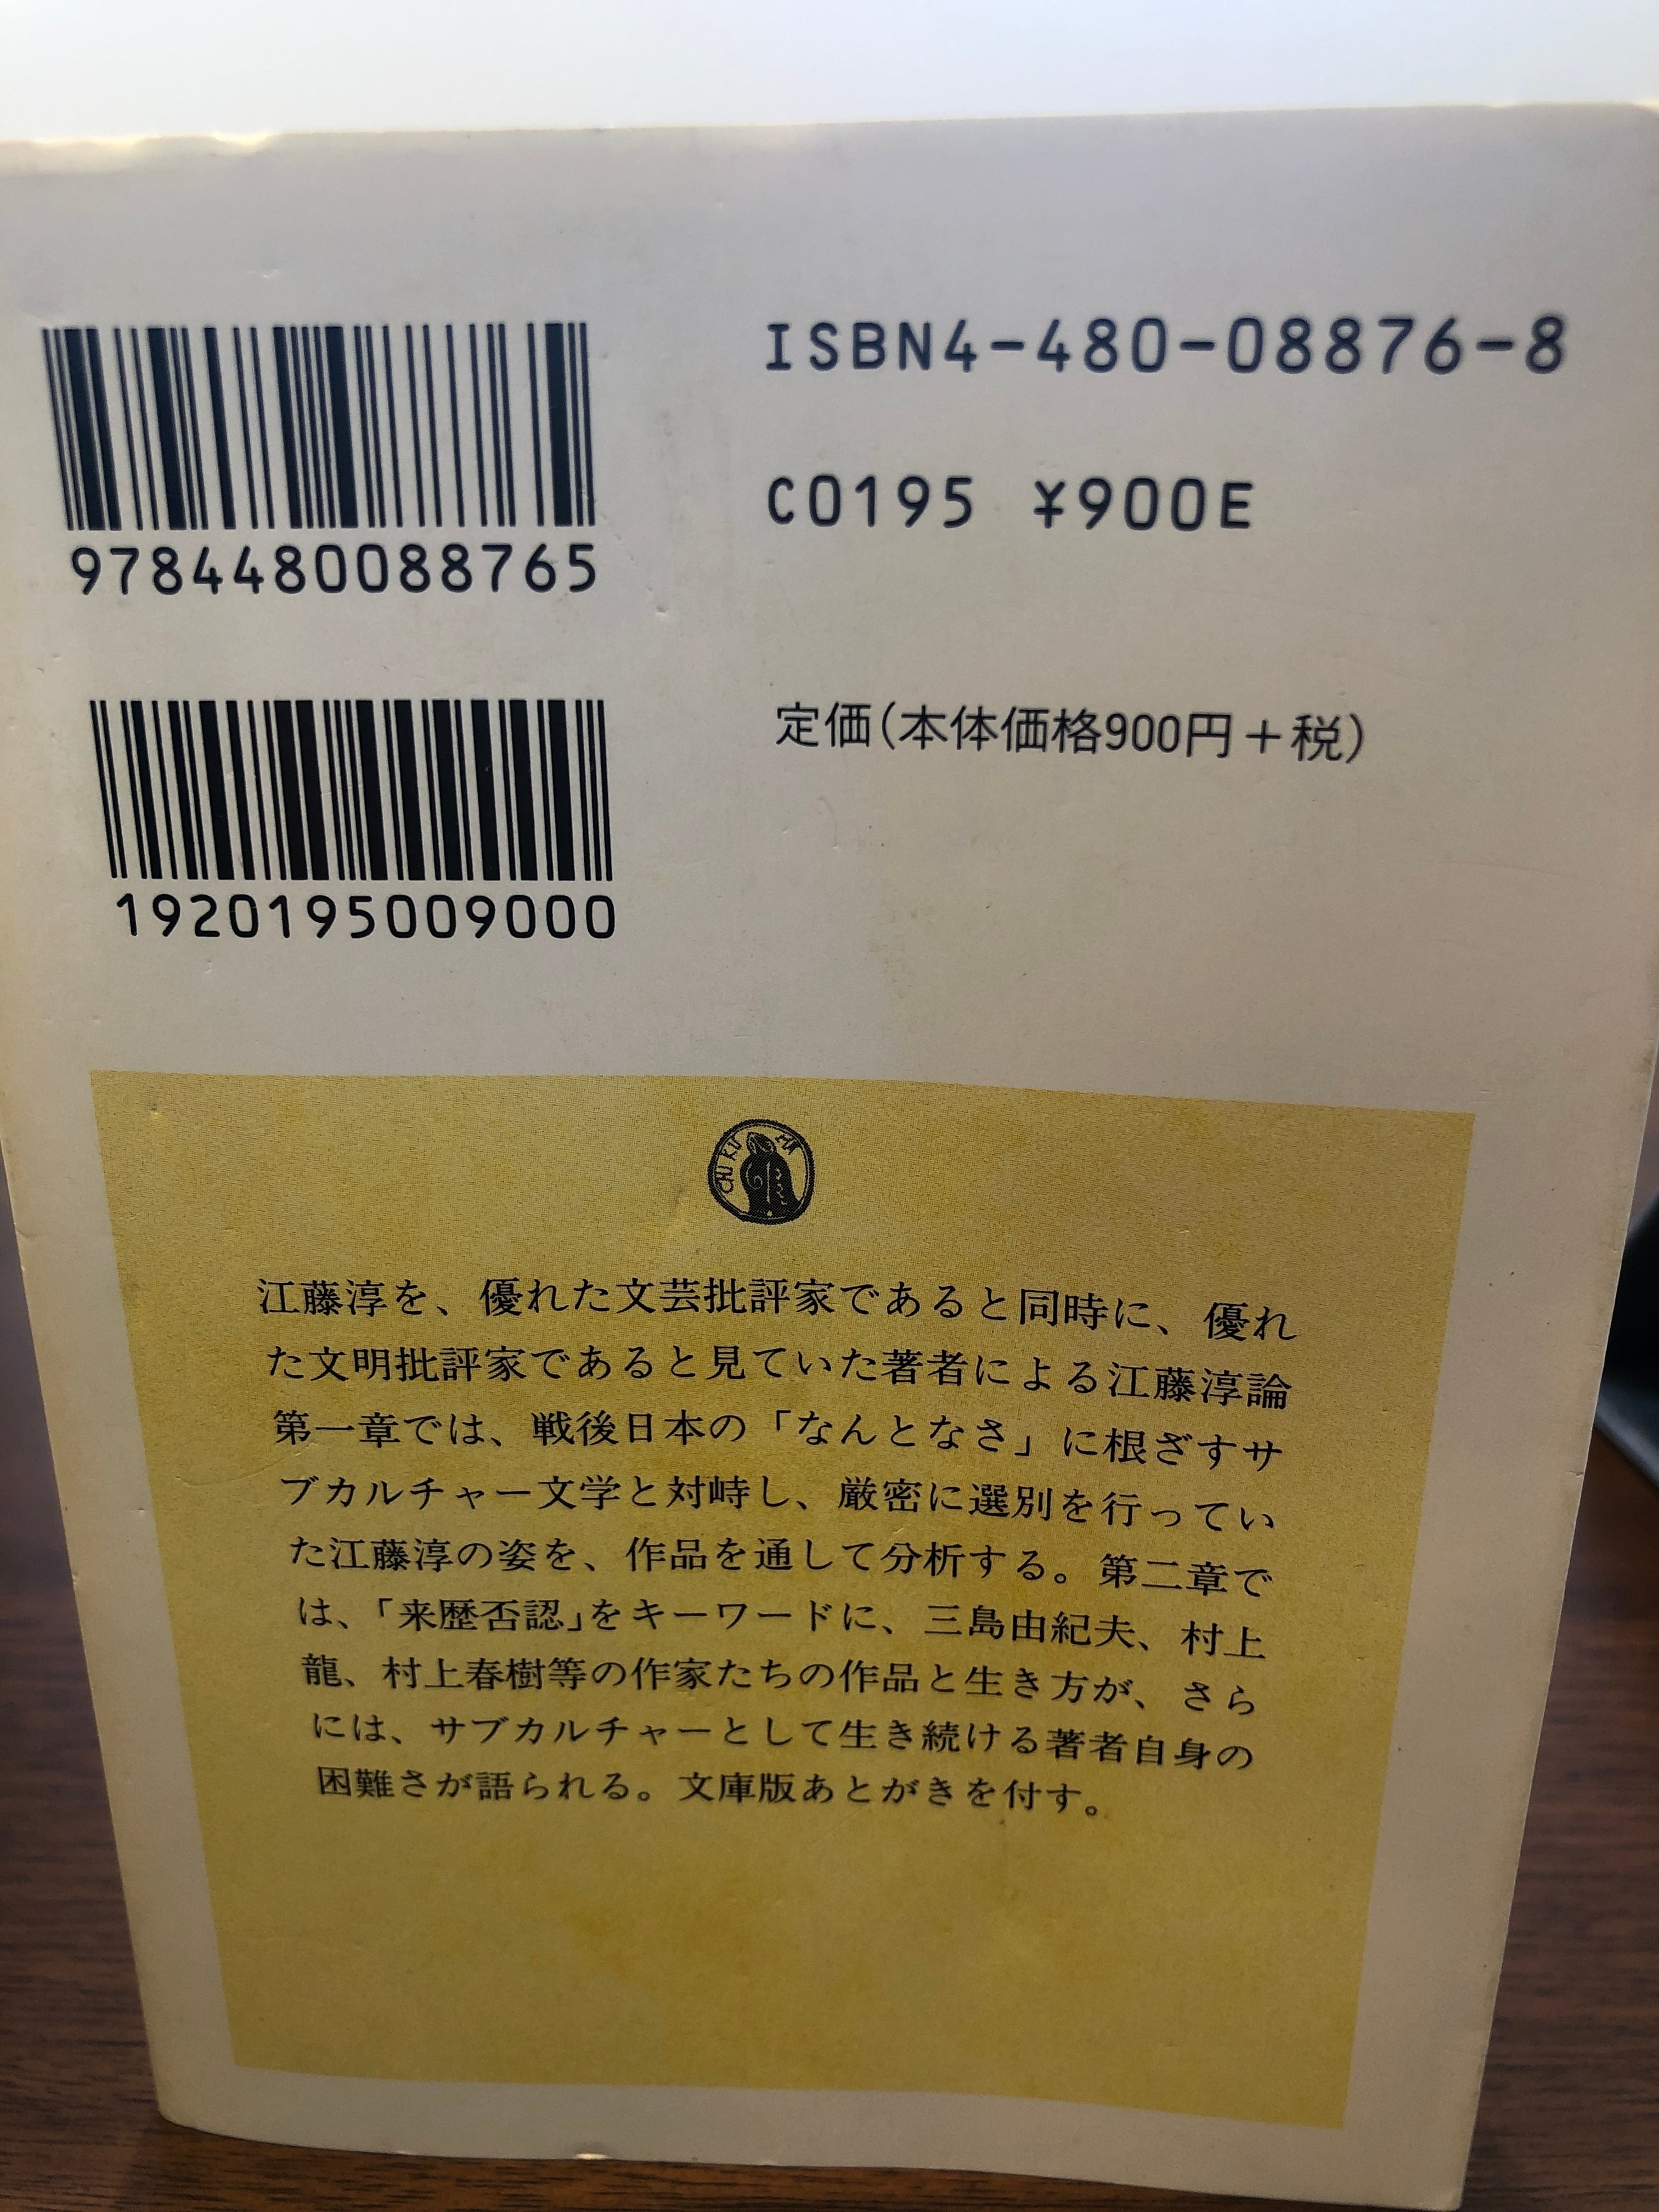 ISBN4-480-08876-8
C0195 ¥900E
9784480088765
定価(本体価格900円+税)
1920195009000
CHIKUMA
江藤淳を、優れた文芸批評家であると同時に、優れ
た文明批評家であると見ていた著者による江藤淳論
第一章では、戦後日本の「なんとなさ」に根ざすサ
ブカルチャー文学と対峙し、厳密に選別を行ってい
た江藤淳の姿を、作品を通して分析する。第二章で
は、「来歴否認」をキーワードに、三島由紀夫、村上
龍、村上春樹等の作家たちの作品と生き方が、さら
には、サブカルチャーとして生き続ける著者自身の
困難さが語られる。文庫版あとがきを付す。